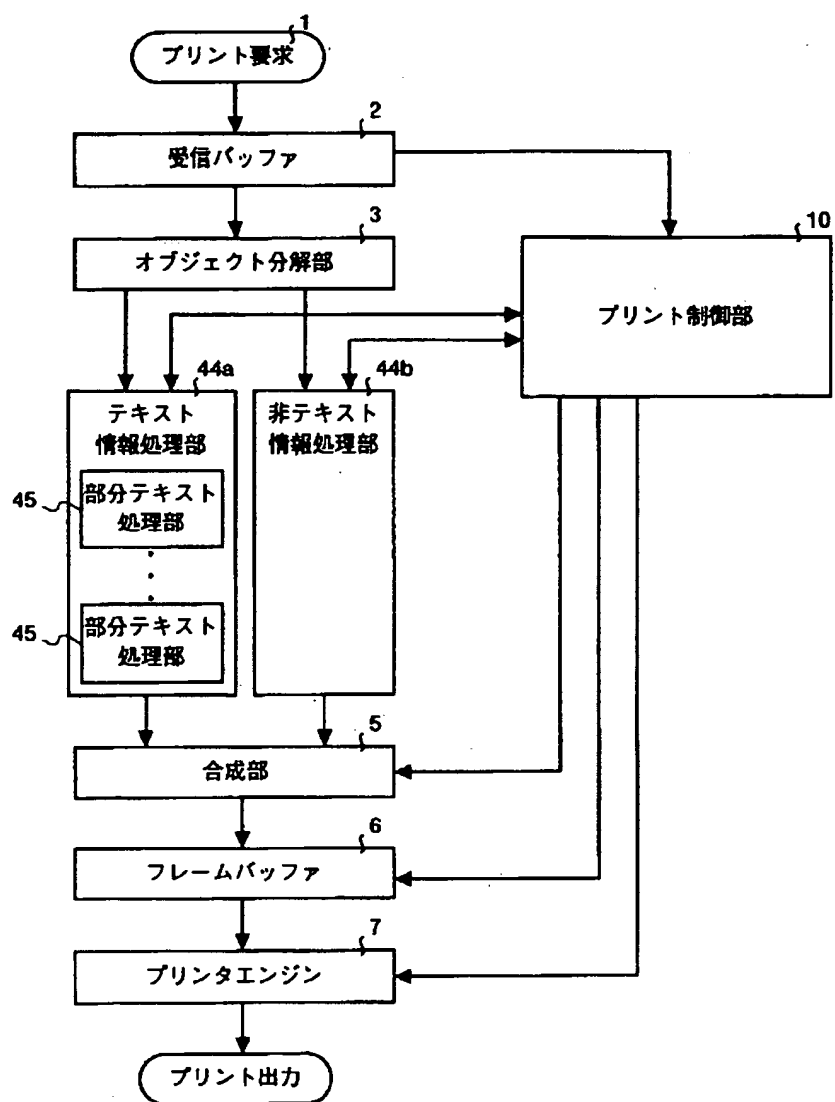 1
プリント要求
2
受信バッファ
3
オブジェクト分解部
10
プリント制御部
44a
テキスト
情報処理部
44b
非テキスト
情報処理部
45
部分テキスト
処理部
45
部分テキスト
処理部
5
合成部
6
フレームバッファ
7
プリンタエンジン
プリント出力